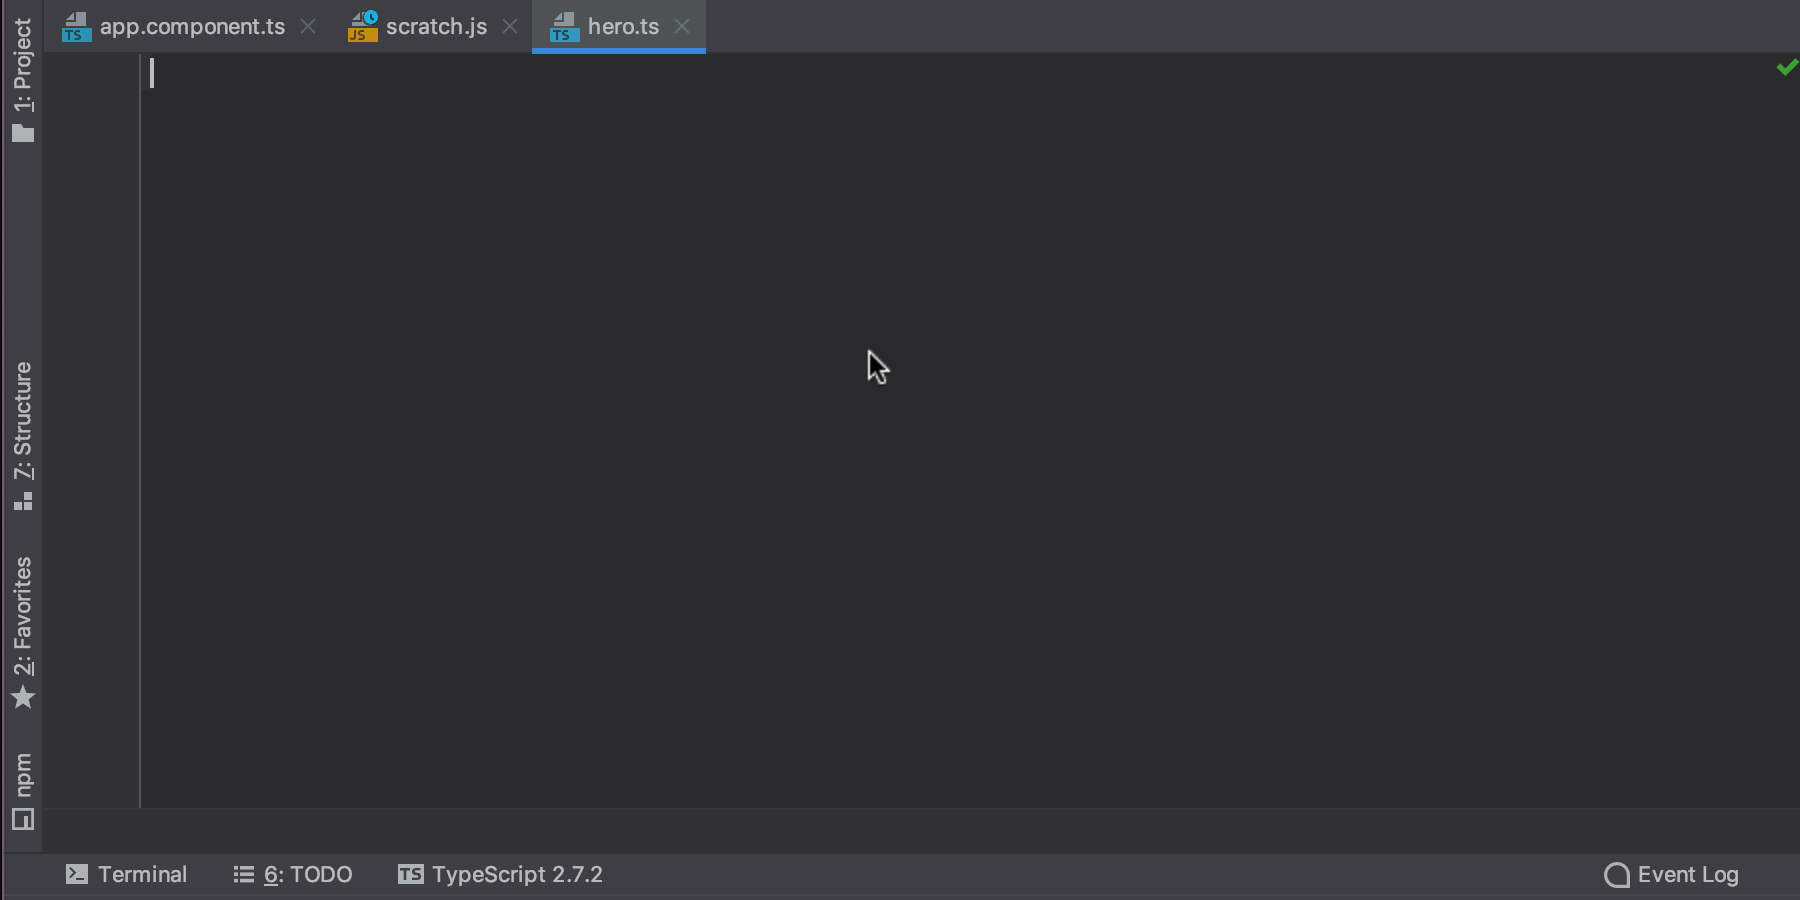 TS app.component.ts
JS scratch.js
TS hero.ts
1: Project
7: Structure
2: Favorites
npm
Terminal
6: TODO
TS TypeScript 2.7.2
Event Log